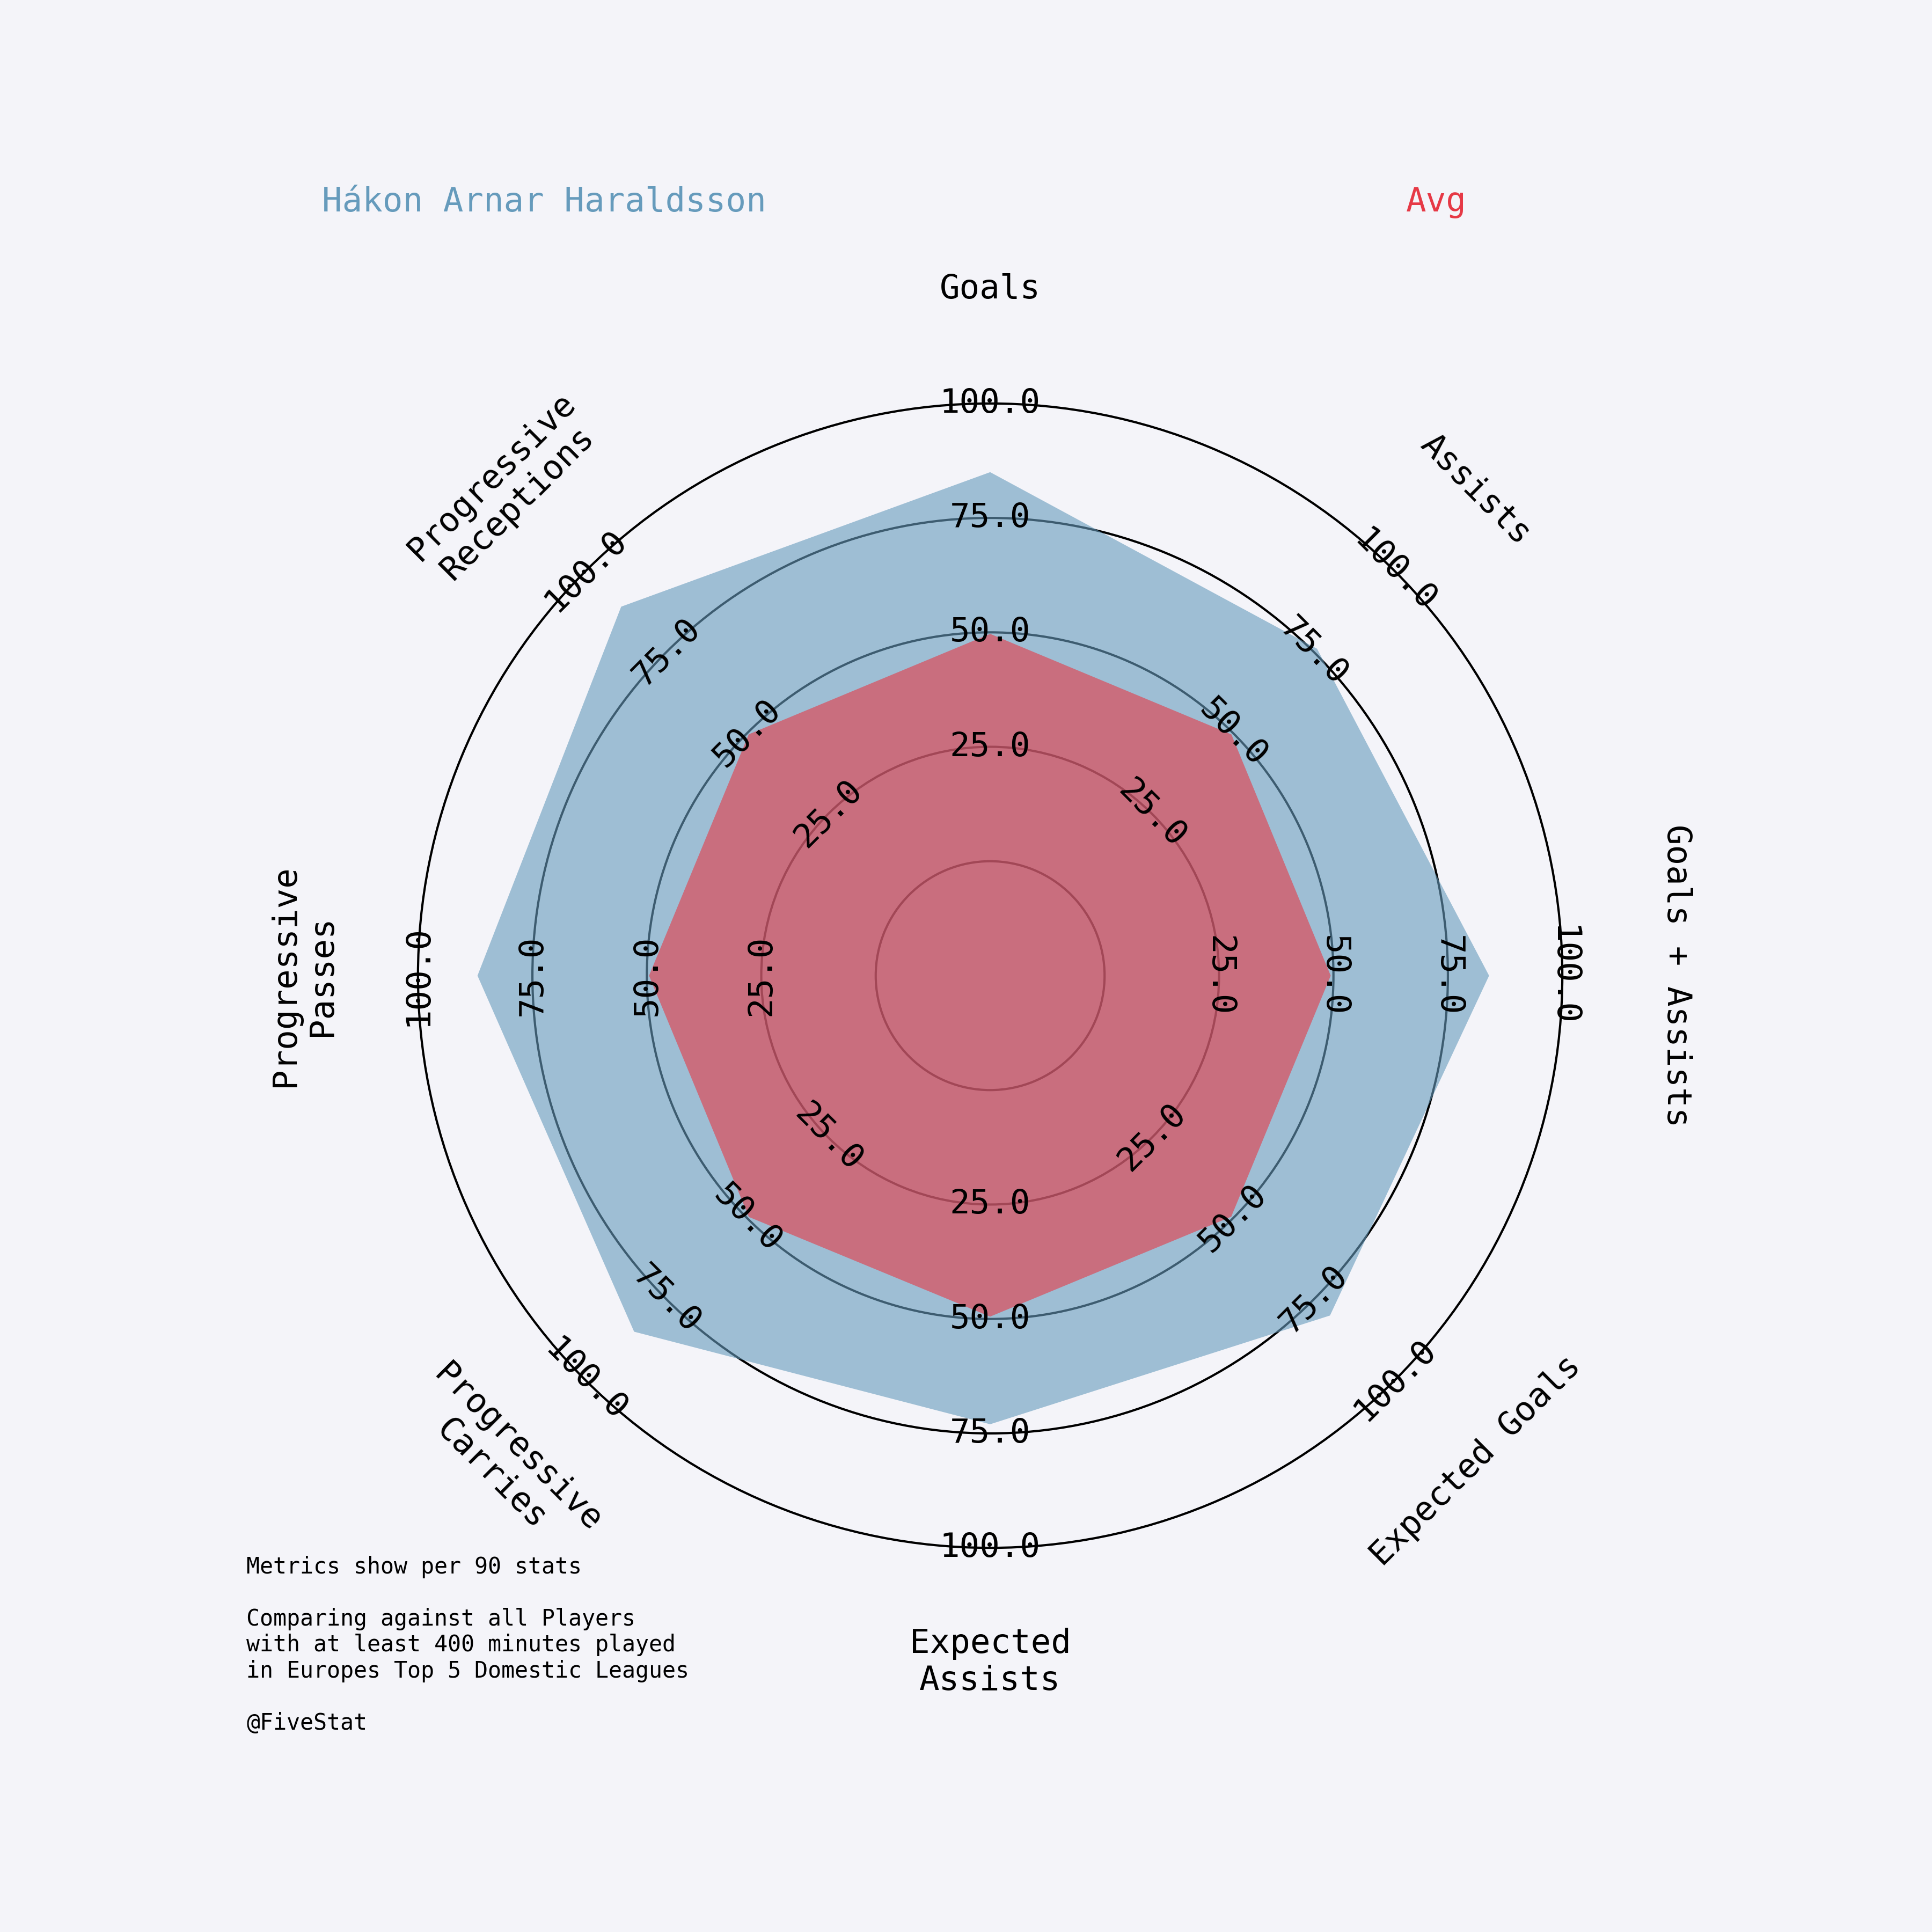 Hákon Arnar Haraldsson
Avg
Goals
Assists
Goals + Assists
Expected Goals
Expected
Assists
Progressive
Carries
Progressive
Passes
Progressive
Receptions
25.0
50.0
75.0
100.0
25.0
50.0
75.0
100.0
25.0
50.0
75.0
100.0
25.0
50.0
75.0
100.0
25.0
50.0
75.0
100.0
25.0
50.0
75.0
100.0
25.0
50.0
75.0
100.0
25.0
50.0
75.0
100.0
Metrics show per 90 stats
Comparing against all Players
with at least 400 minutes played
in Europes Top 5 Domestic Leagues
@FiveStat